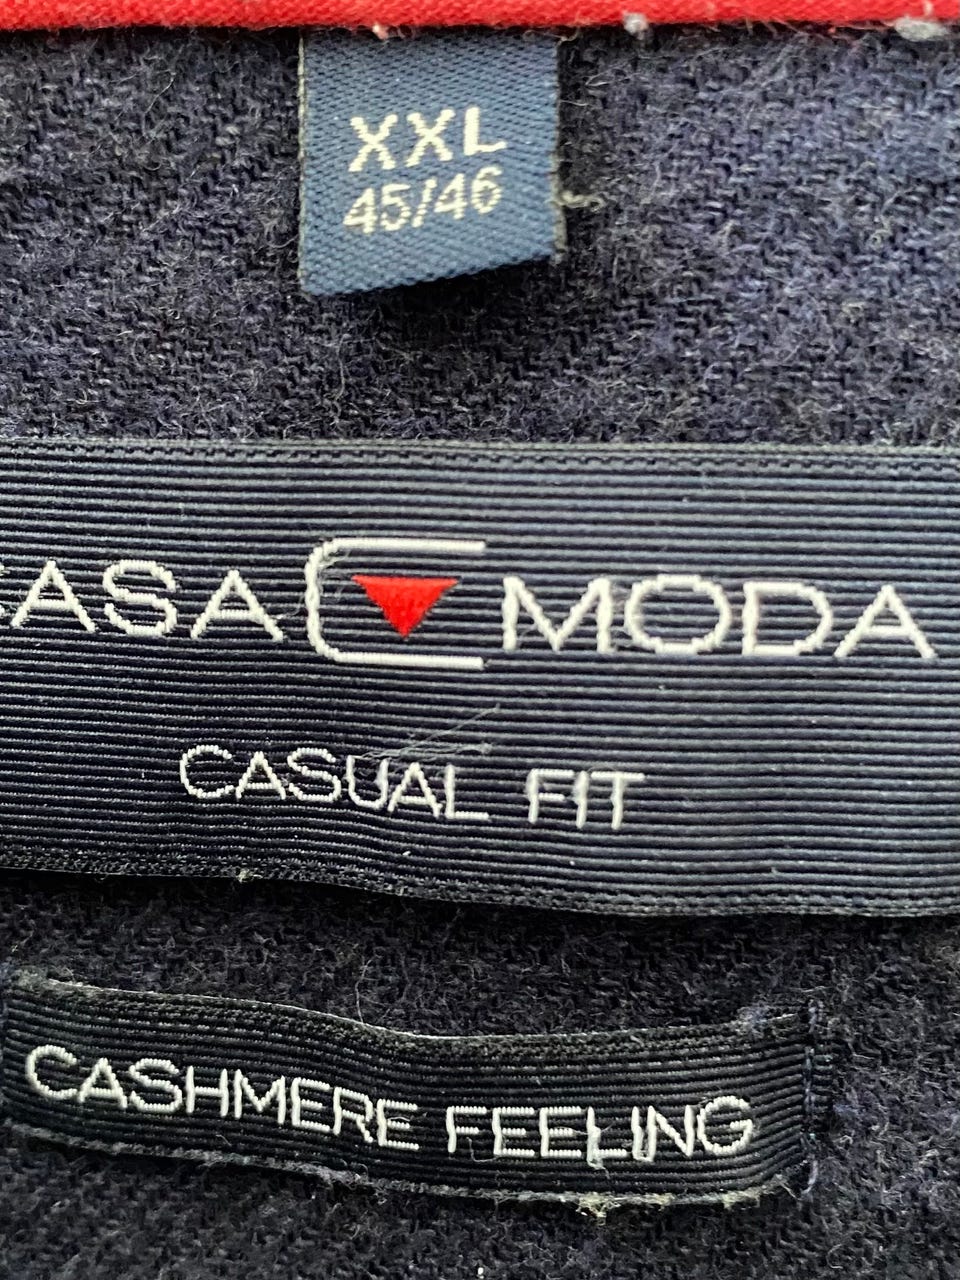 XXL
45/46
CASA MODA
CASUAL FIT
CASHMERE FEELING